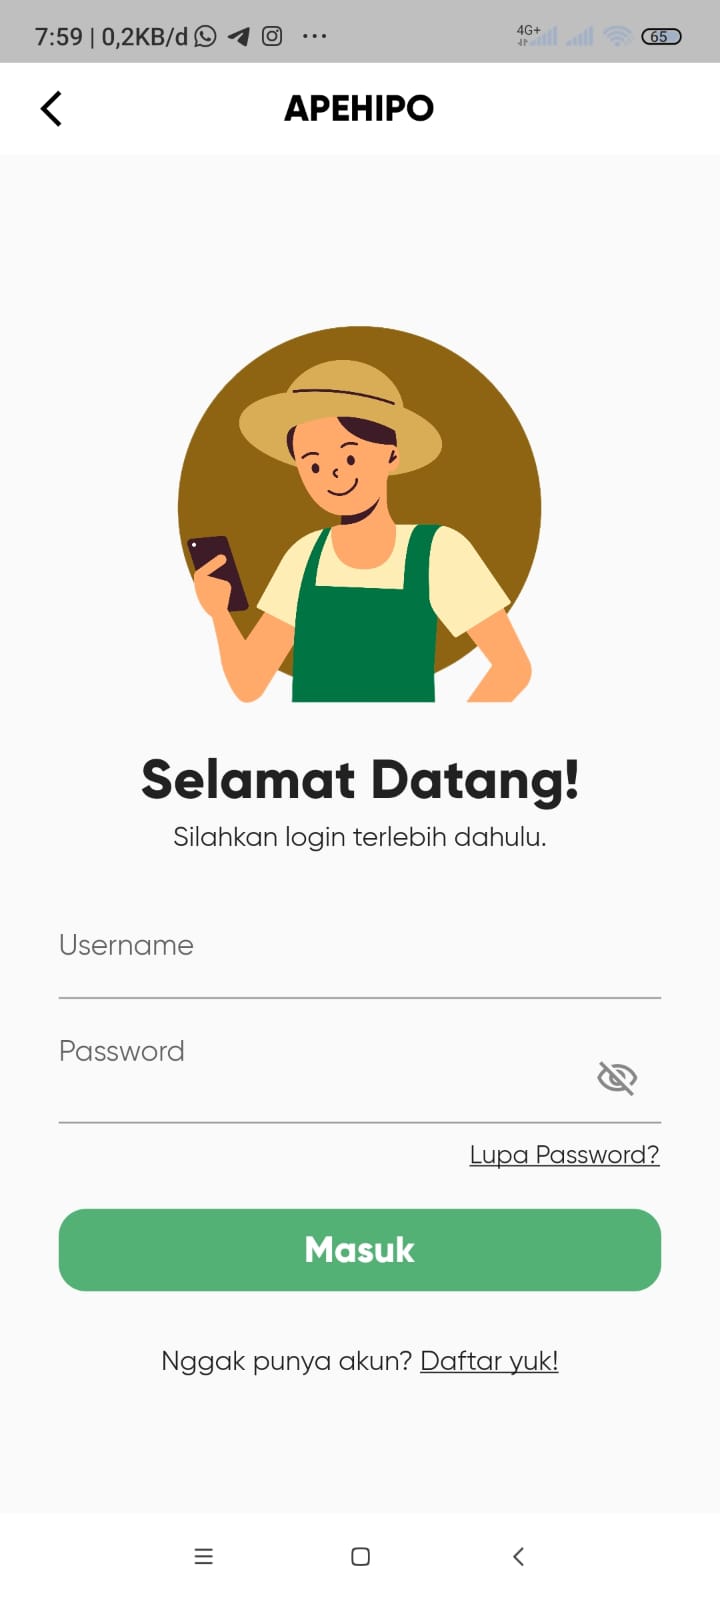 7:59 | 0,2KB/d
4G+
65
APEHIPO
Selamat Datang!
Silahkan login terlebih dahulu.
Username
Password
Lupa Password?
Masuk
Nggak punya akun? Daftar yuk!